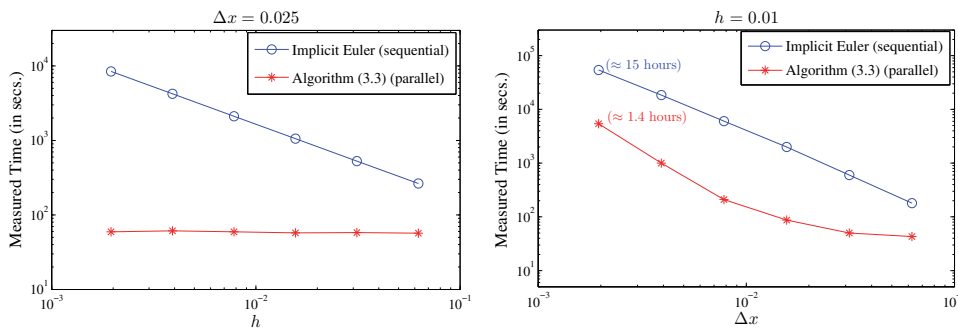 Δx = 0.025
Implicit Euler (sequential)
Algorithm (3.3) (parallel)
Measured Time (in secs.)
10^4
10^3
10^2
10^1
10^−3
10^−2
10^−1
h
h = 0.01
Implicit Euler (sequential)
Algorithm (3.3) (parallel)
(≈ 15 hours)
(≈ 1.4 hours)
Measured Time (in secs.)
10^5
10^4
10^3
10^2
10^1
10^−3
10^−2
10^−1
Δx